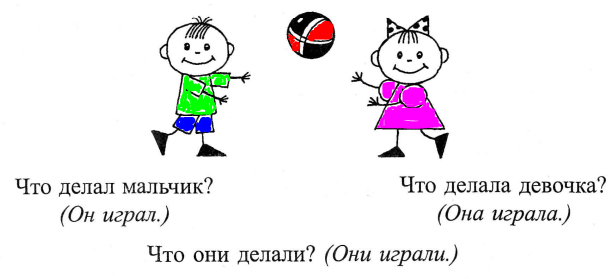 Что делал мальчик?
(Он играл.)
Что делала девочка?
(Она играла.)
Что они делали? (Они играли.)